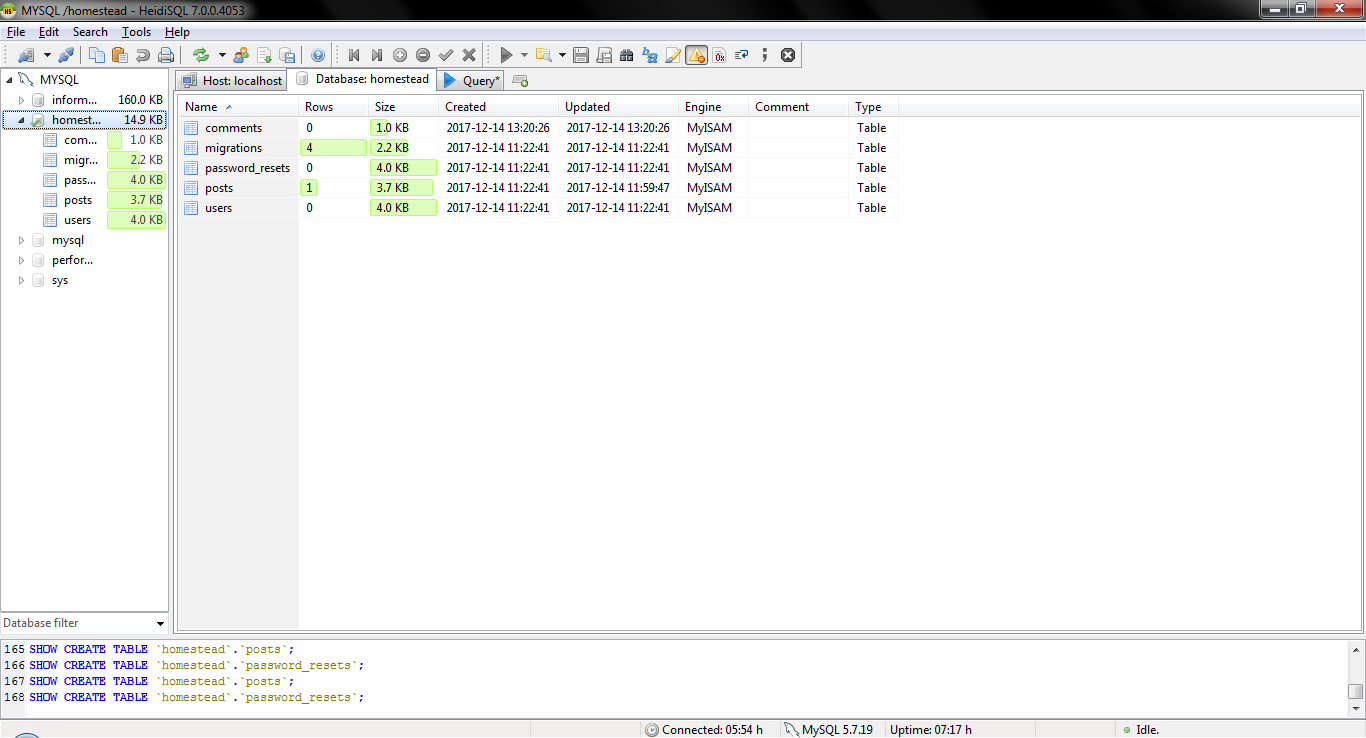 MYSQL /homestead - HeidiSQL 7.0.0.4053
File Edit Search Tools Help
MYSQL
inform... 160.0 KB
homest... 14.9 KB
com... 1.0 KB
migr... 2.2 KB
pass... 4.0 KB
posts 3.7 KB
users 4.0 KB
mysql
perfor...
sys
Database filter
Host: localhost Database: homestead Query*
Name Rows Size Created Updated Engine Comment Type
comments 0 1.0 KB 2017-12-14 13:20:26 2017-12-14 13:20:26 MyISAM Table
migrations 4 2.2 KB 2017-12-14 11:22:41 2017-12-14 11:22:41 MyISAM Table
password_resets 0 4.0 KB 2017-12-14 11:22:41 2017-12-14 11:22:41 MyISAM Table
posts 1 3.7 KB 2017-12-14 11:22:41 2017-12-14 11:59:47 MyISAM Table
users 0 4.0 KB 2017-12-14 11:22:41 2017-12-14 11:22:41 MyISAM Table
165 SHOW CREATE TABLE `homestead`.`posts`;
166 SHOW CREATE TABLE `homestead`.`password_resets`;
167 SHOW CREATE TABLE `homestead`.`posts`;
168 SHOW CREATE TABLE `homestead`.`password_resets`;
Connected: 05:54 h MySQL 5.7.19 Uptime: 07:17 h Idle.